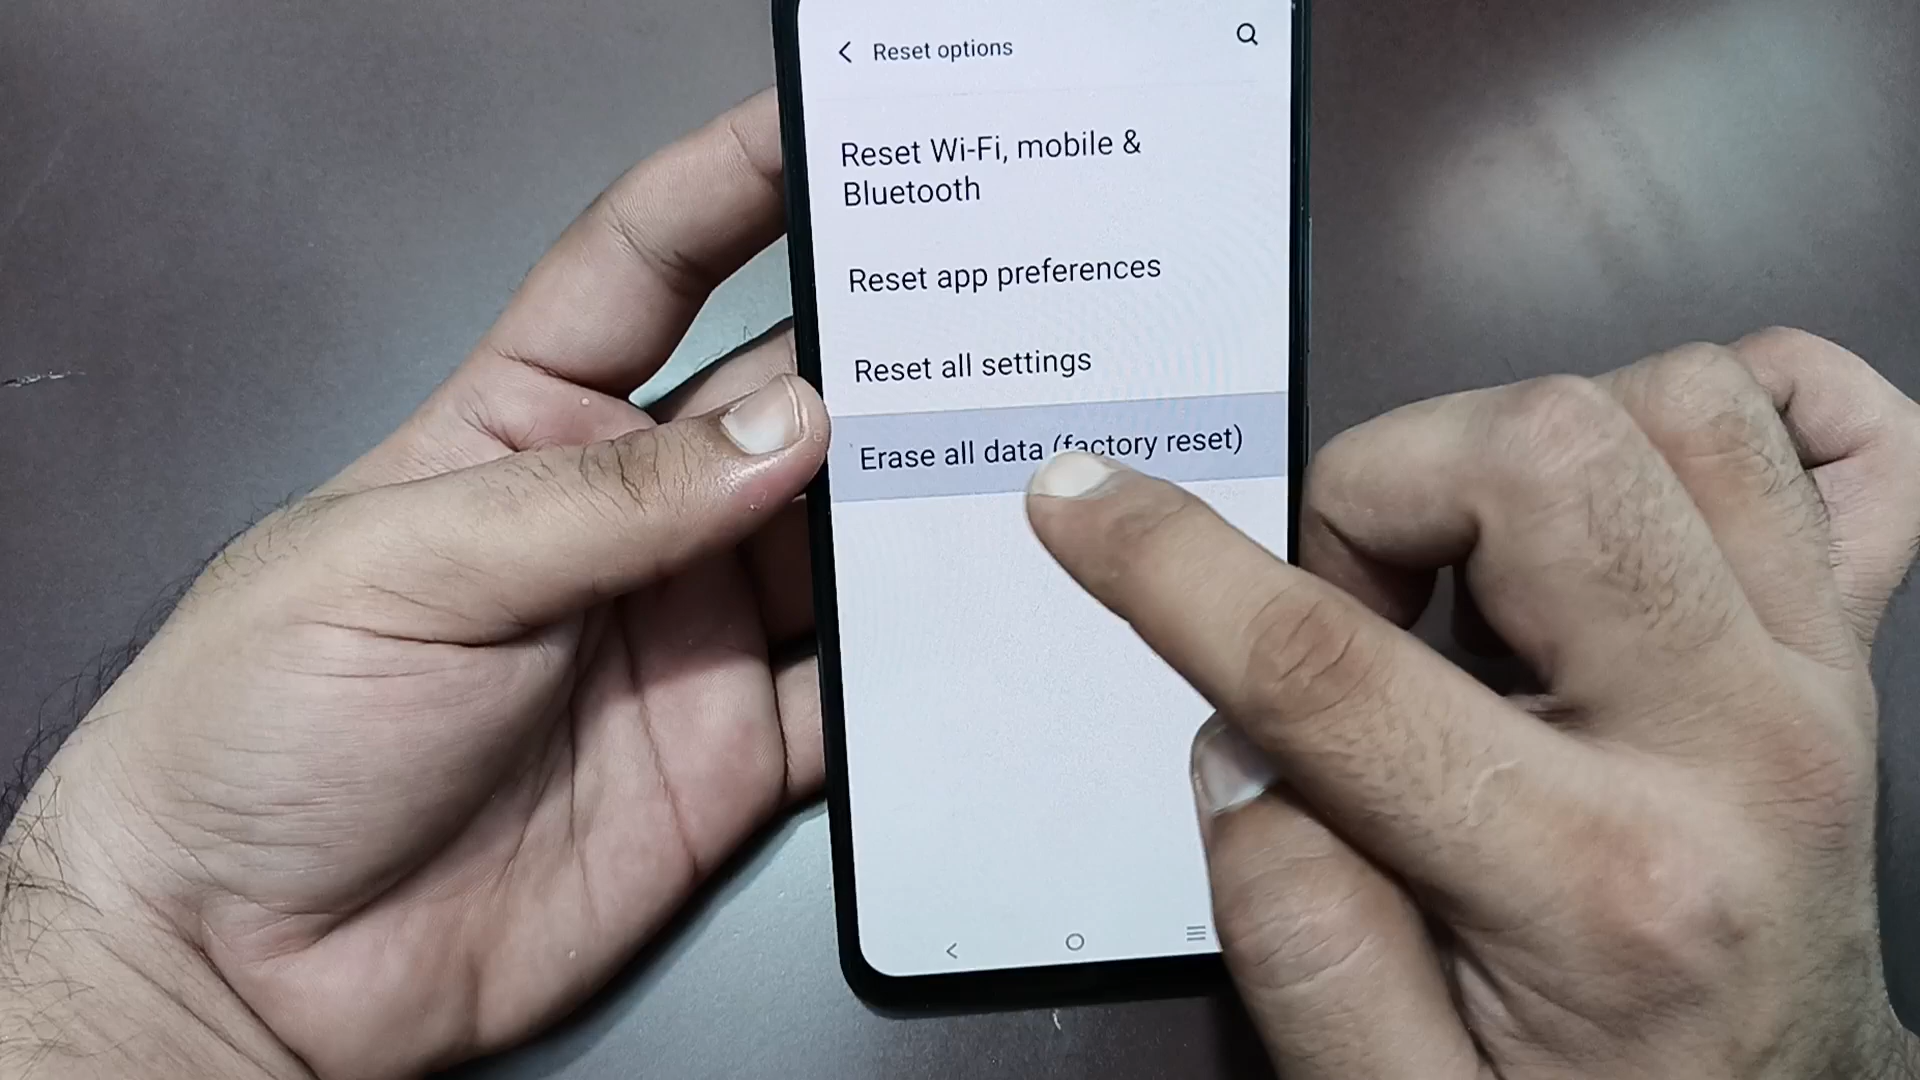 Reset options
Reset Wi-Fi, mobile &
Bluetooth
Reset app preferences
Reset all settings
Erase all data (factory reset)